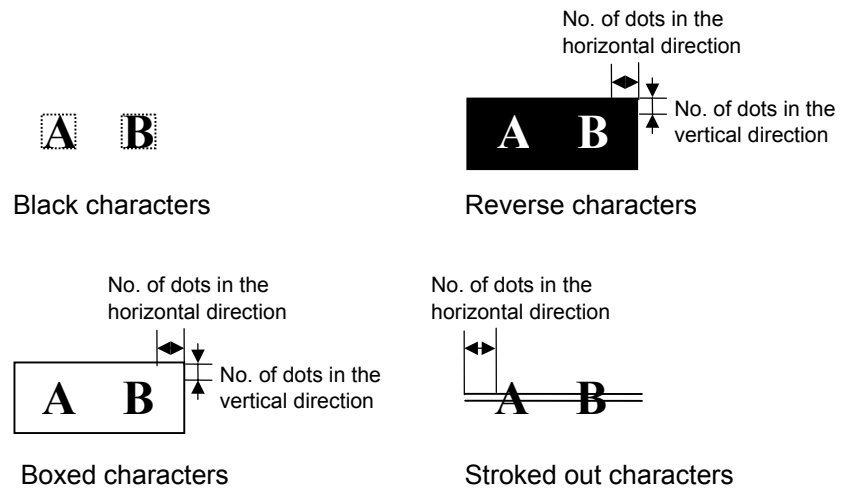 A B
Black characters
No. of dots in the
horizontal direction
No. of dots in the
vertical direction
A B
Reverse characters
No. of dots in the
horizontal direction
No. of dots in the
vertical direction
A B
Boxed characters
No. of dots in the
horizontal direction
A B
Stroked out characters